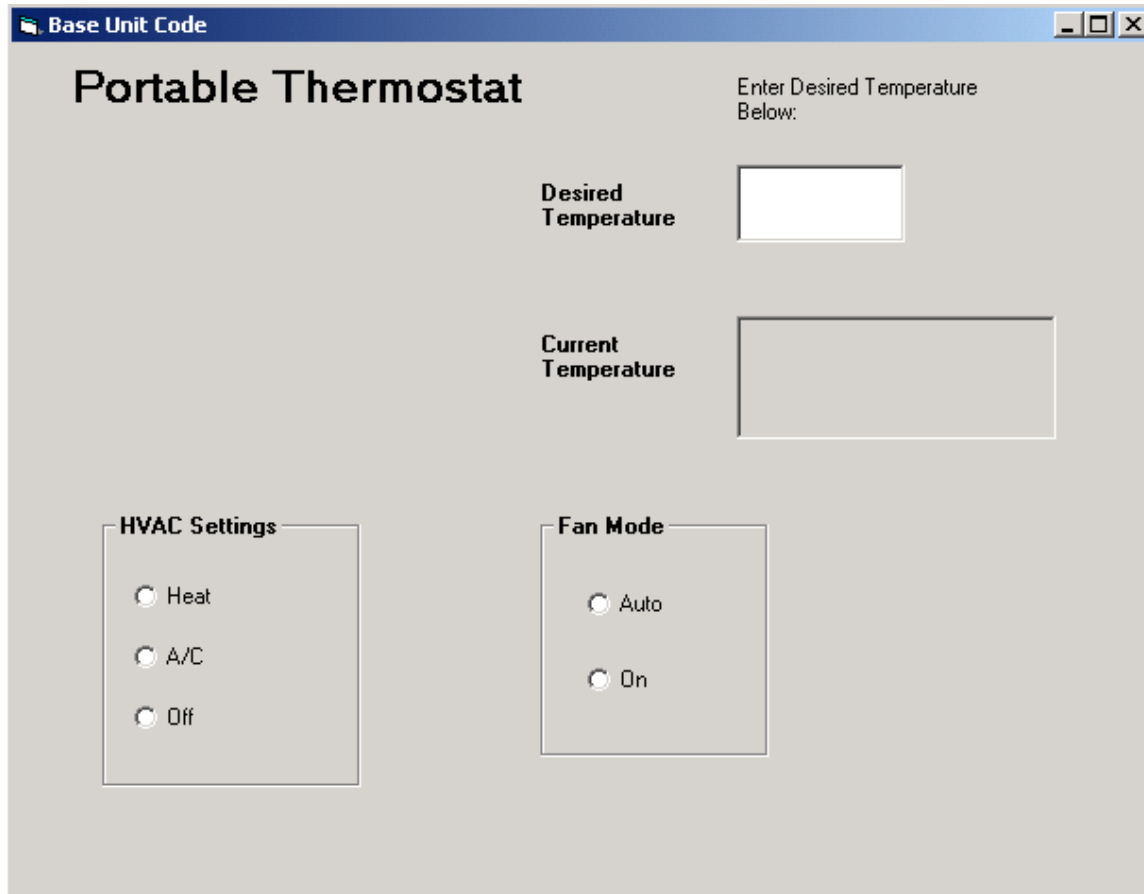 Base Unit Code
Portable Thermostat
Enter Desired Temperature
Below:
Desired
Temperature
Current
Temperature
HVAC Settings
Heat
A/C
Off
Fan Mode
Auto
On